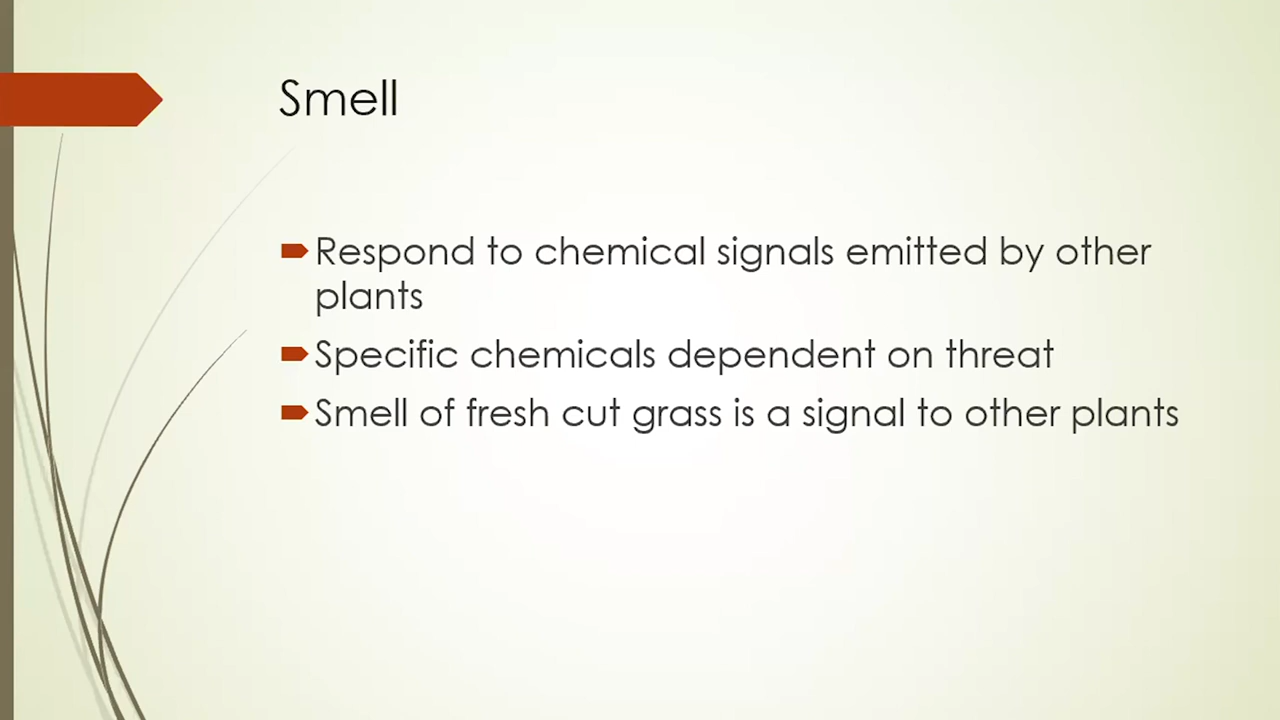 Smell
Respond to chemical signals emitted by other
plants
Specific chemicals dependent on threat
Smell of fresh cut grass is a signal to other plants